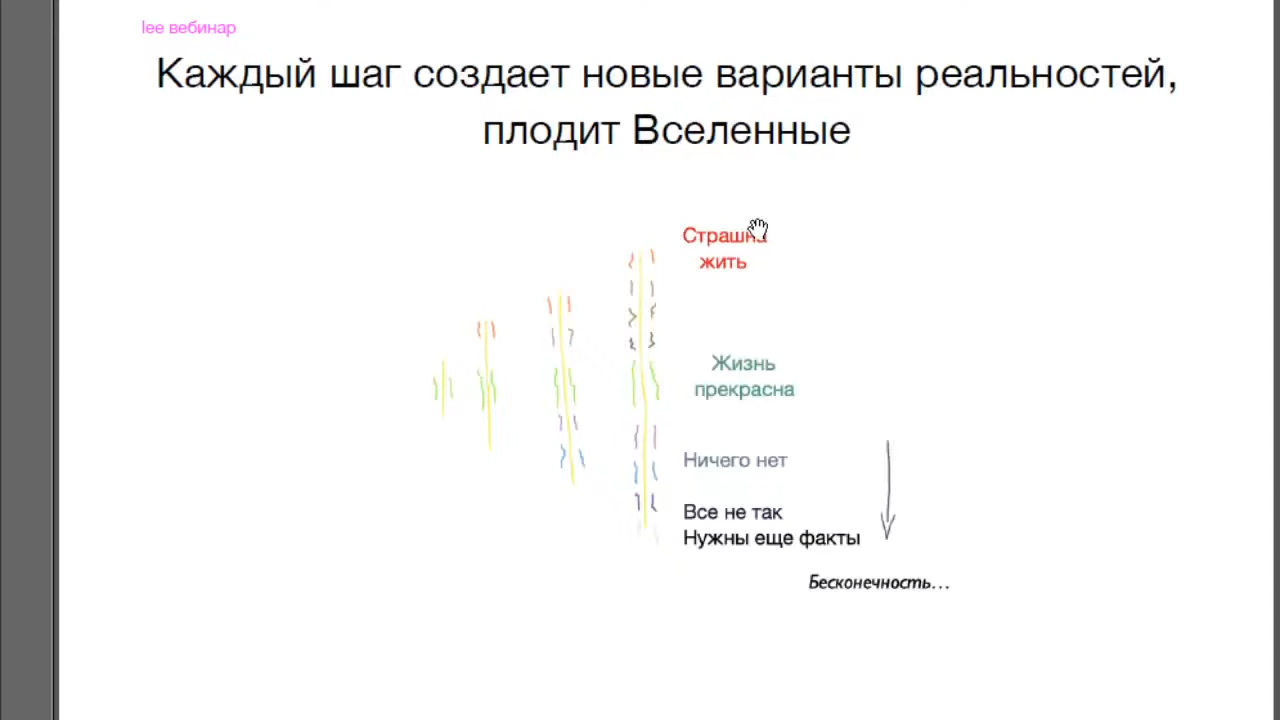 lee вебинар
Каждый шаг создает новые варианты реальностей,
плодит Вселенные
жить
Жизнь
прекрасна
Ничего нет
Все не так
Нужны еще факты
Бесконечность...